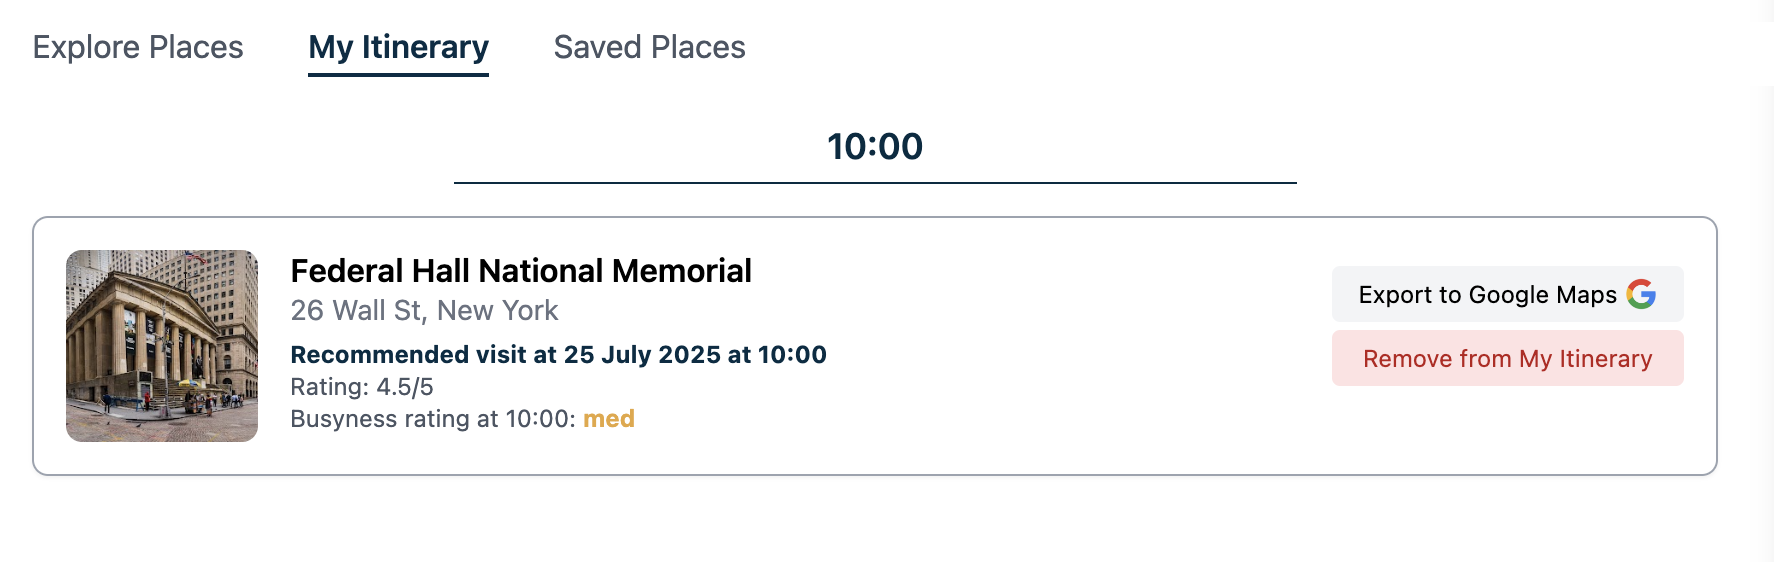 Explore Places
My Itinerary
Saved Places
10:00
Federal Hall National Memorial
26 Wall St, New York
Recommended visit at 25 July 2025 at 10:00
Rating: 4.5/5
Busyness rating at 10:00: med
Export to Google Maps
Remove from My Itinerary